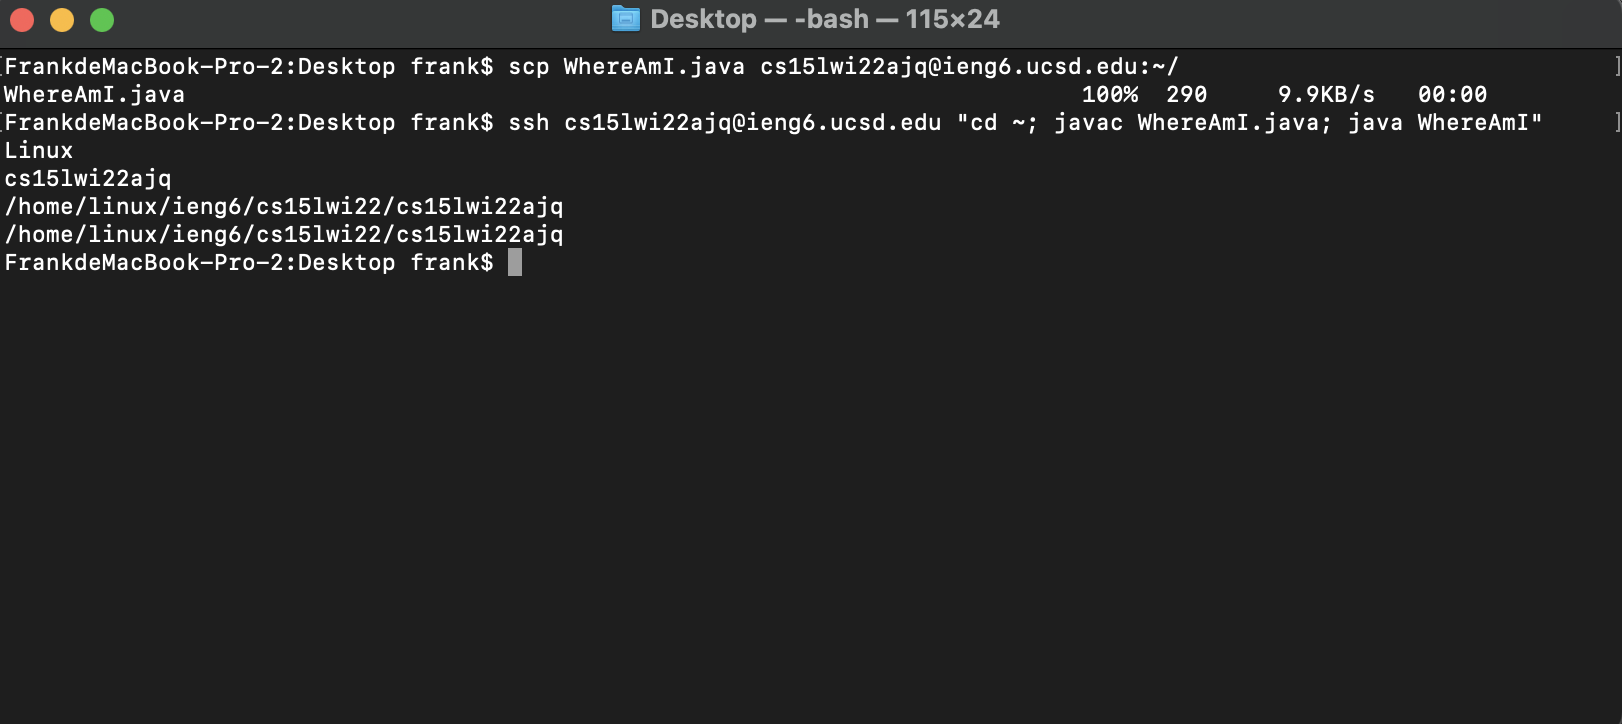 Desktop — -bash — 115×24
[FrankdeMacBook-Pro-2:Desktop frank$ scp WhereAmI.java cs15lwi22ajq@ieng6.ucsd.edu:~/ ]
WhereAmI.java 100% 290 9.9KB/s 00:00
[FrankdeMacBook-Pro-2:Desktop frank$ ssh cs15lwi22ajq@ieng6.ucsd.edu "cd ~; javac WhereAmI.java; java WhereAmI" ]
Linux
cs15lwi22ajq
/home/linux/ieng6/cs15lwi22/cs15lwi22ajq
/home/linux/ieng6/cs15lwi22/cs15lwi22ajq
FrankdeMacBook-Pro-2:Desktop frank$